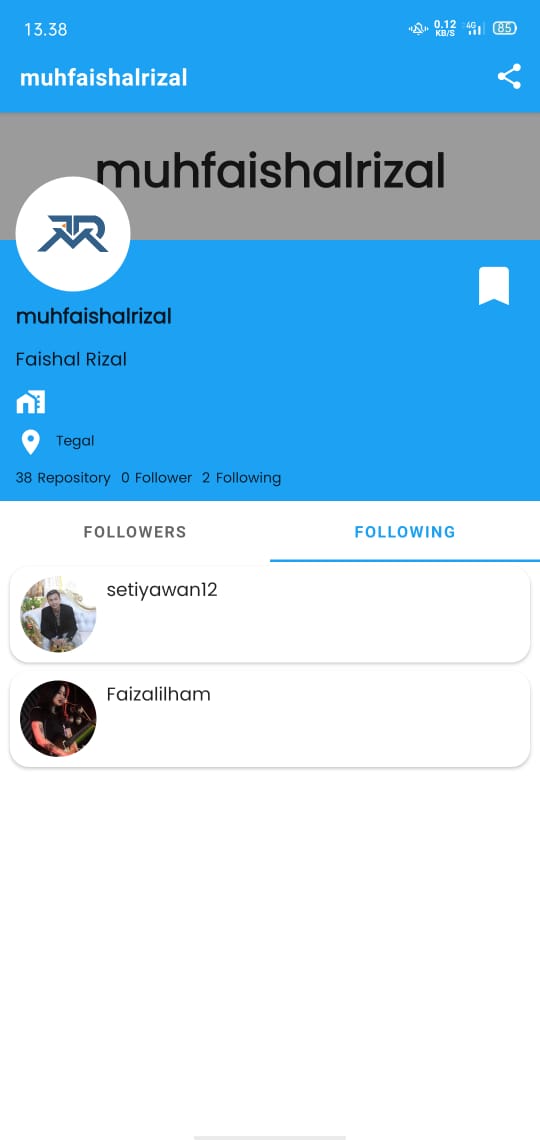 13.38 0.12 KB/S 4G 85
muhfaishalrizal
muhfaishalrizal
muhfaishalrizal
Faishal Rizal
Tegal
38 Repository 0 Follower 2 Following
FOLLOWERS FOLLOWING
setiyawan12
Faizalilham